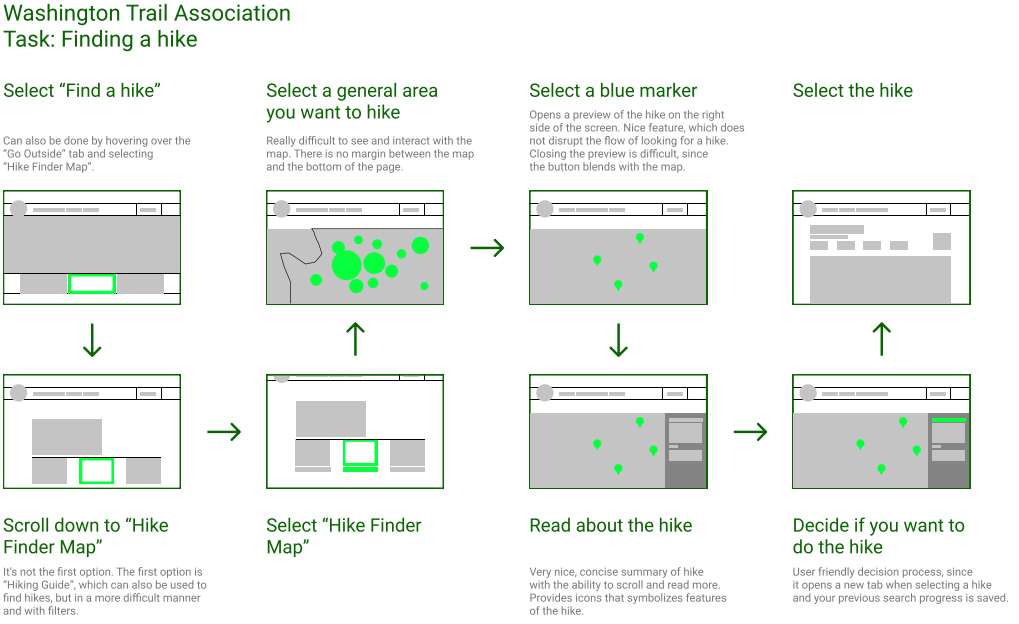 Washington Trail Association
Task: Finding a hike
Select “Find a hike”
Can also be done by hovering over the
“Go Outside” tab and selecting
“Hike Finder Map”.
Select a general area
you want to hike
Really difficult to see and interact with the
map. There is no margin between the map
and the bottom of the page.
Select a blue marker
Opens a preview of the hike on the right
side of the screen. Nice feature, which does
not disrupt the flow of looking for a hike.
Closing the preview is difficult, since
the button blends with the map.
Select the hike
Scroll down to “Hike
Finder Map”
It’s not the first option. The first option is
“Hiking Guide”, which can also be used to
find hikes, but in a more difficult manner
and with filters.
Select “Hike Finder
Map”
Read about the hike
Very nice, concise summary of hike
with the ability to scroll and read more.
Provides icons that symbolizes features
of the hike.
Decide if you want to
do the hike
User friendly decision process, since
it opens a new tab when selecting a hike
and your previous search progress is saved.